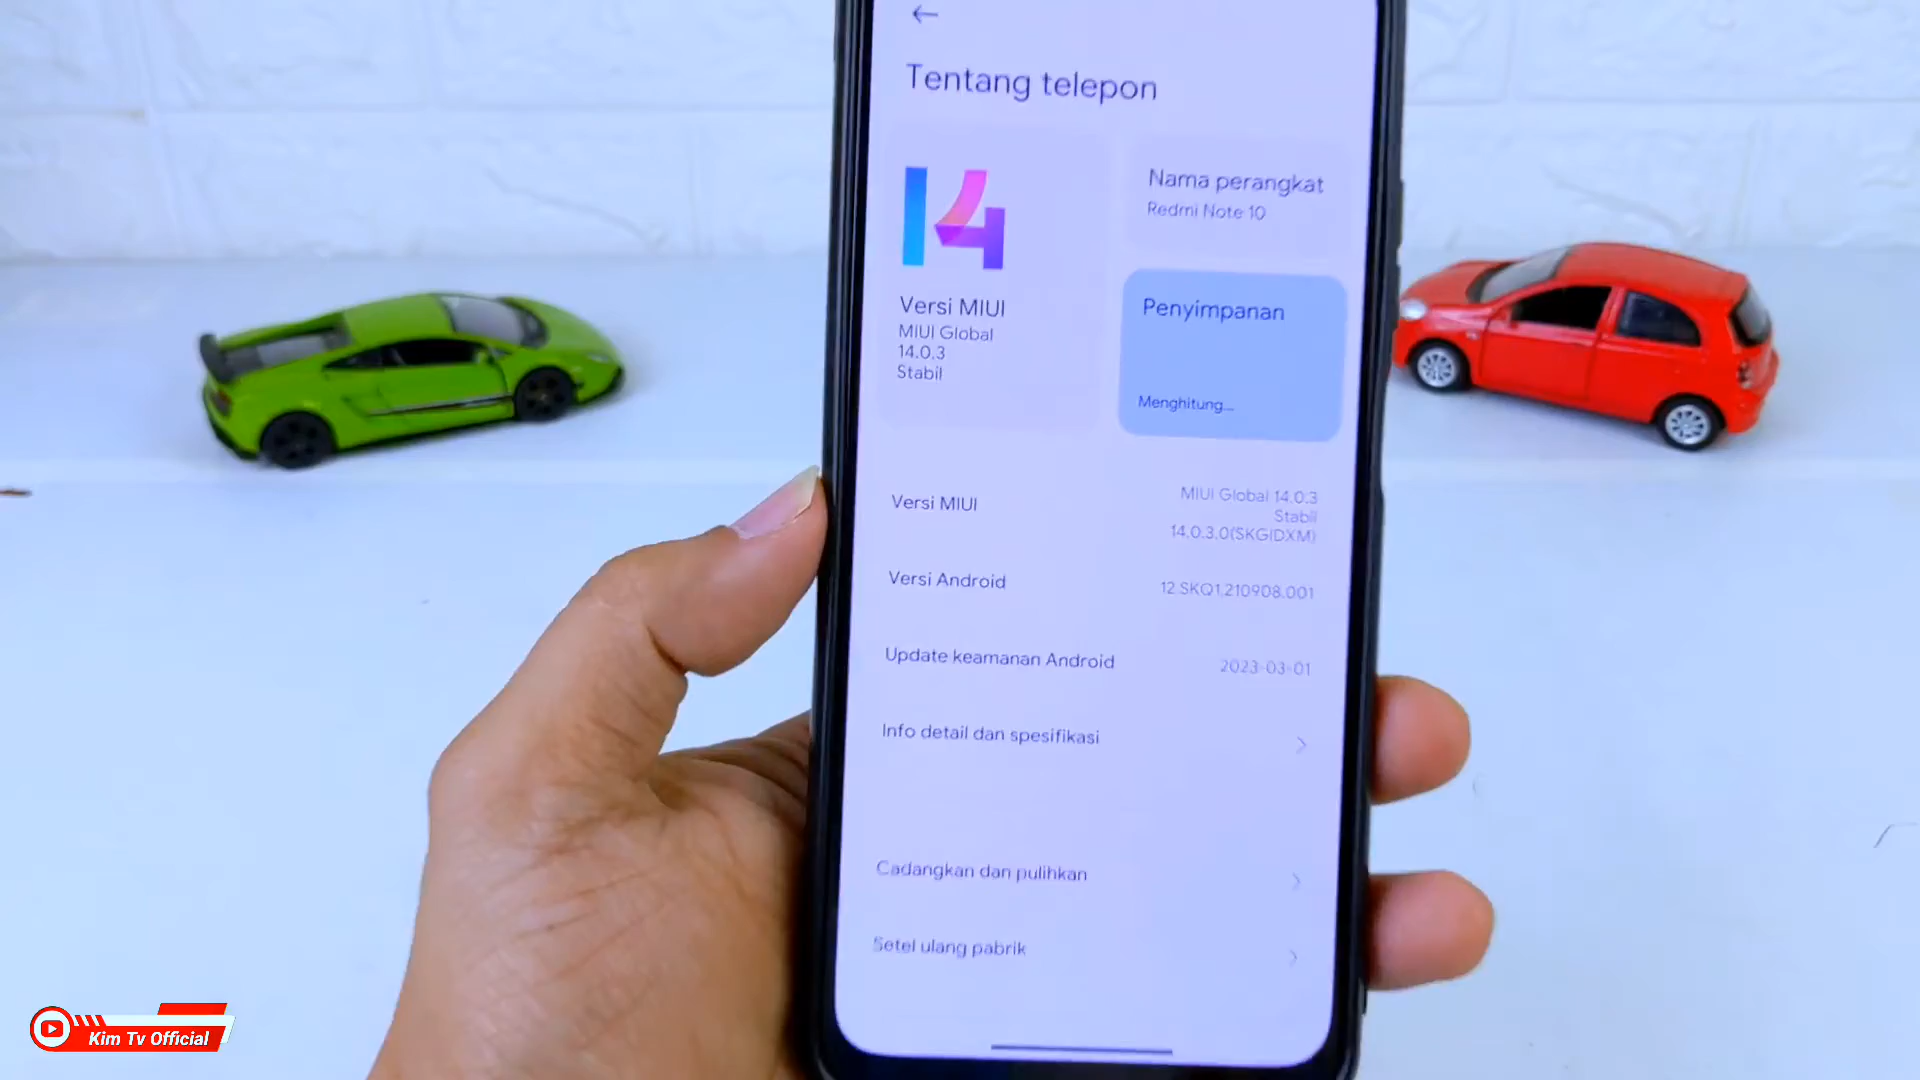 Tentang telepon
14
Versi MIUI
MIUI Global
14.0.3
Stabil
Nama perangkat
Redmi Note 10
Penyimpanan
Menghitung...
Versi MIUI
MIUI Global 14.0.3
Stabil
14.0.3.0(SKGIDXM)
Versi Android
12 SKQ1.210908.001
Update keamanan Android
2023-03-01
Info detail dan spesifikasi
Cadangkan dan pulihkan
Setel ulang pabrik
Kim Tv Official